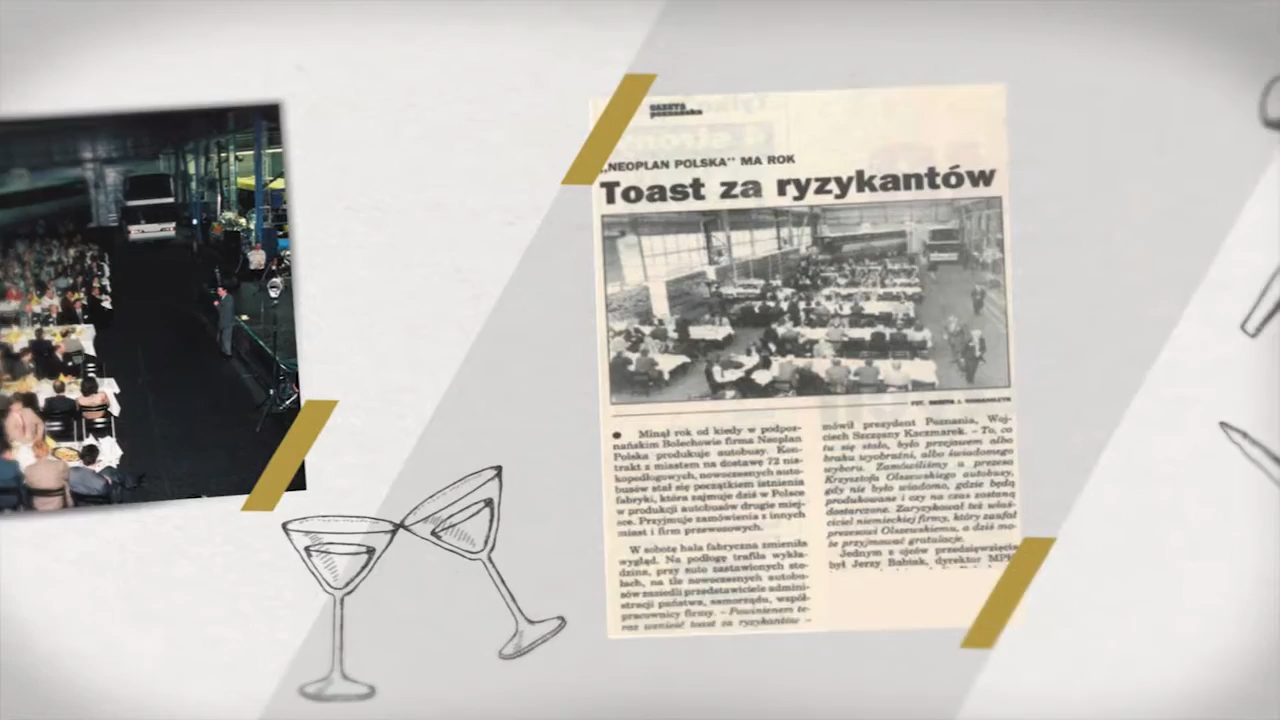 GAZETA
poznańska
„NEOPLAN POLSKA” MA ROK
Toast za ryzykantów
● Minął rok od kiedy w podpoz-
nańskim Bolechowie firma Neoplan
Polska produkuje autobusy. Kon-
trakt z miastem na dostawę 72 nis-
kopodłogowych, nowoczesnych auto-
busów stał się początkiem istnienia
fabryki, która zajmuje dziś w Polsce
w produkcji autobusów drugie miej-
sce. Przyjmuje zamówienia z innych
miast i firm przewozowych.
W sobotę hala fabryczna zmieniła
wygląd. Na podłogę trafiła wykła-
dzina, przy suto zastawionych sto-
łach, na tle nowoczesnych autobu-
sów zasiedli przedstawiciele admini-
stracji państwa, samorządu, współ-
pracownicy firmy. – Powinienem te-
raz wznieść toast za ryzykantów –
FOT.
mówił prezydent Poznania, Woj-
ciech Szczęsny Kaczmarek. – To, co
tu się stało, było przejawem albo
braku wyobraźni, albo świadomego
wyboru. Zamówiliśmy u prezesa
Krzysztofa Olszewskiego autobusy,
gdy nie było wiadomo, gdzie będą
produkowane i czy na czas zostaną
dostarczone. Zaryzykował też właś-
ciciel niemieckiej firmy, który zaufał
prezesowi Olszewskiemu, a dziś mo-
że przyjmować gratulacje.
Jednym z ojców przedsięwzięcia
był Jerzy Babiak, dyrektor MPK